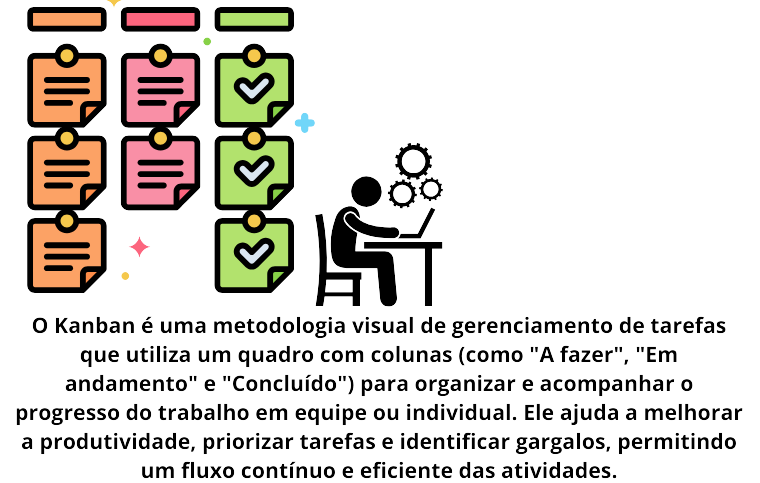 O Kanban é uma metodologia visual de gerenciamento de tarefas
que utiliza um quadro com colunas (como "A fazer", "Em
andamento" e "Concluído") para organizar e acompanhar o
progresso do trabalho em equipe ou individual. Ele ajuda a melhorar
a produtividade, priorizar tarefas e identificar gargalos, permitindo
um fluxo contínuo e eficiente das atividades.